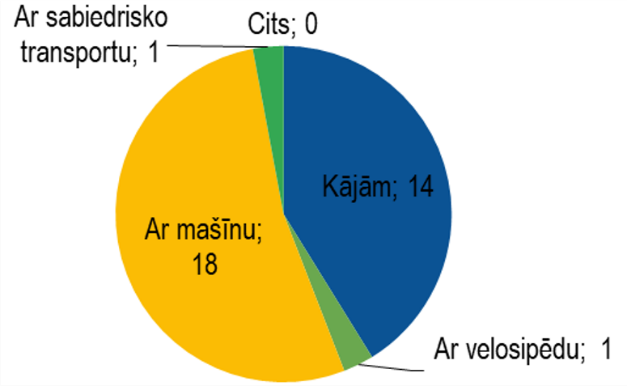 Ar sabiedrisko
transportu; 1
Cits; 0
Kājām; 14
Ar mašīnu;
18
Ar velosipēdu; 1